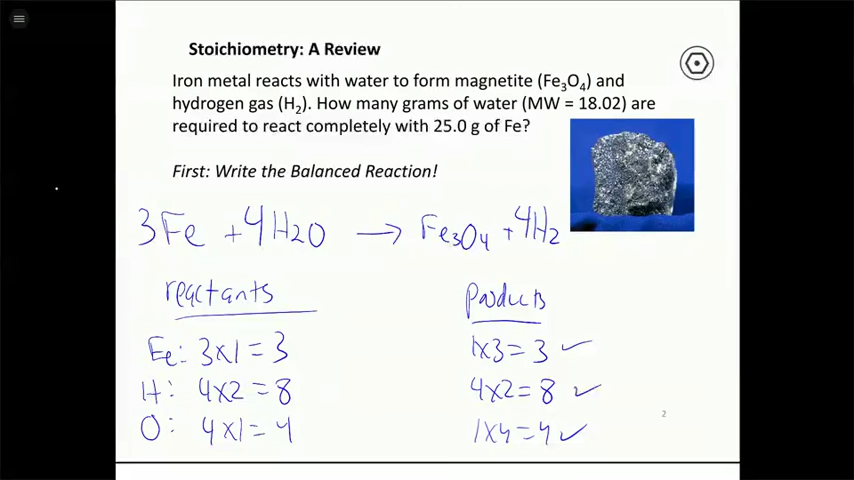 Stoichiometry: A Review
Iron metal reacts with water to form magnetite (Fe₃O₄) and
hydrogen gas (H₂). How many grams of water (MW = 18.02) are
required to react completely with 25.0 g of Fe?
First: Write the Balanced Reaction!
3Fe + 4H2O → Fe3O4 + 4H2
reactants products
Fe: 3x1 = 3 1x3 = 3 ✓
H: 4x2 = 8 4x2 = 8 ✓
O: 4x1 = 4 1x4 = 4 ✓
2